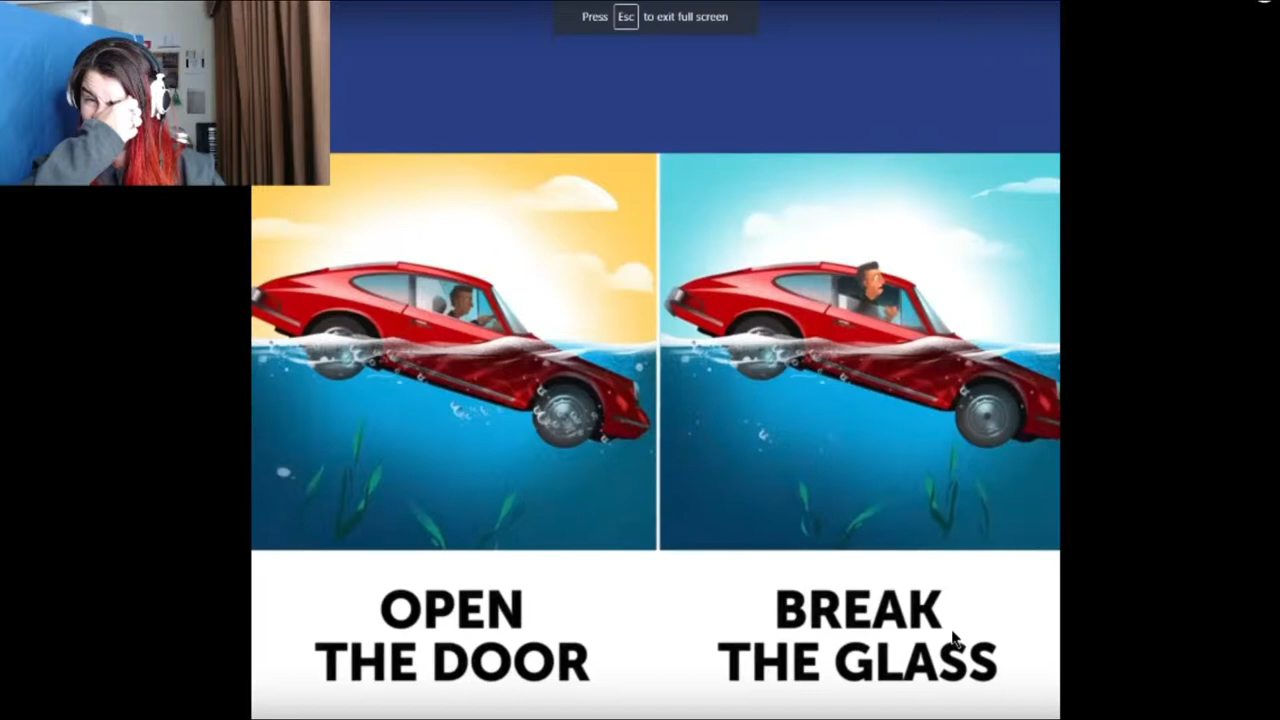 Press Esc to exit full screen
OPEN
THE DOOR
BREAK
THE GLASS